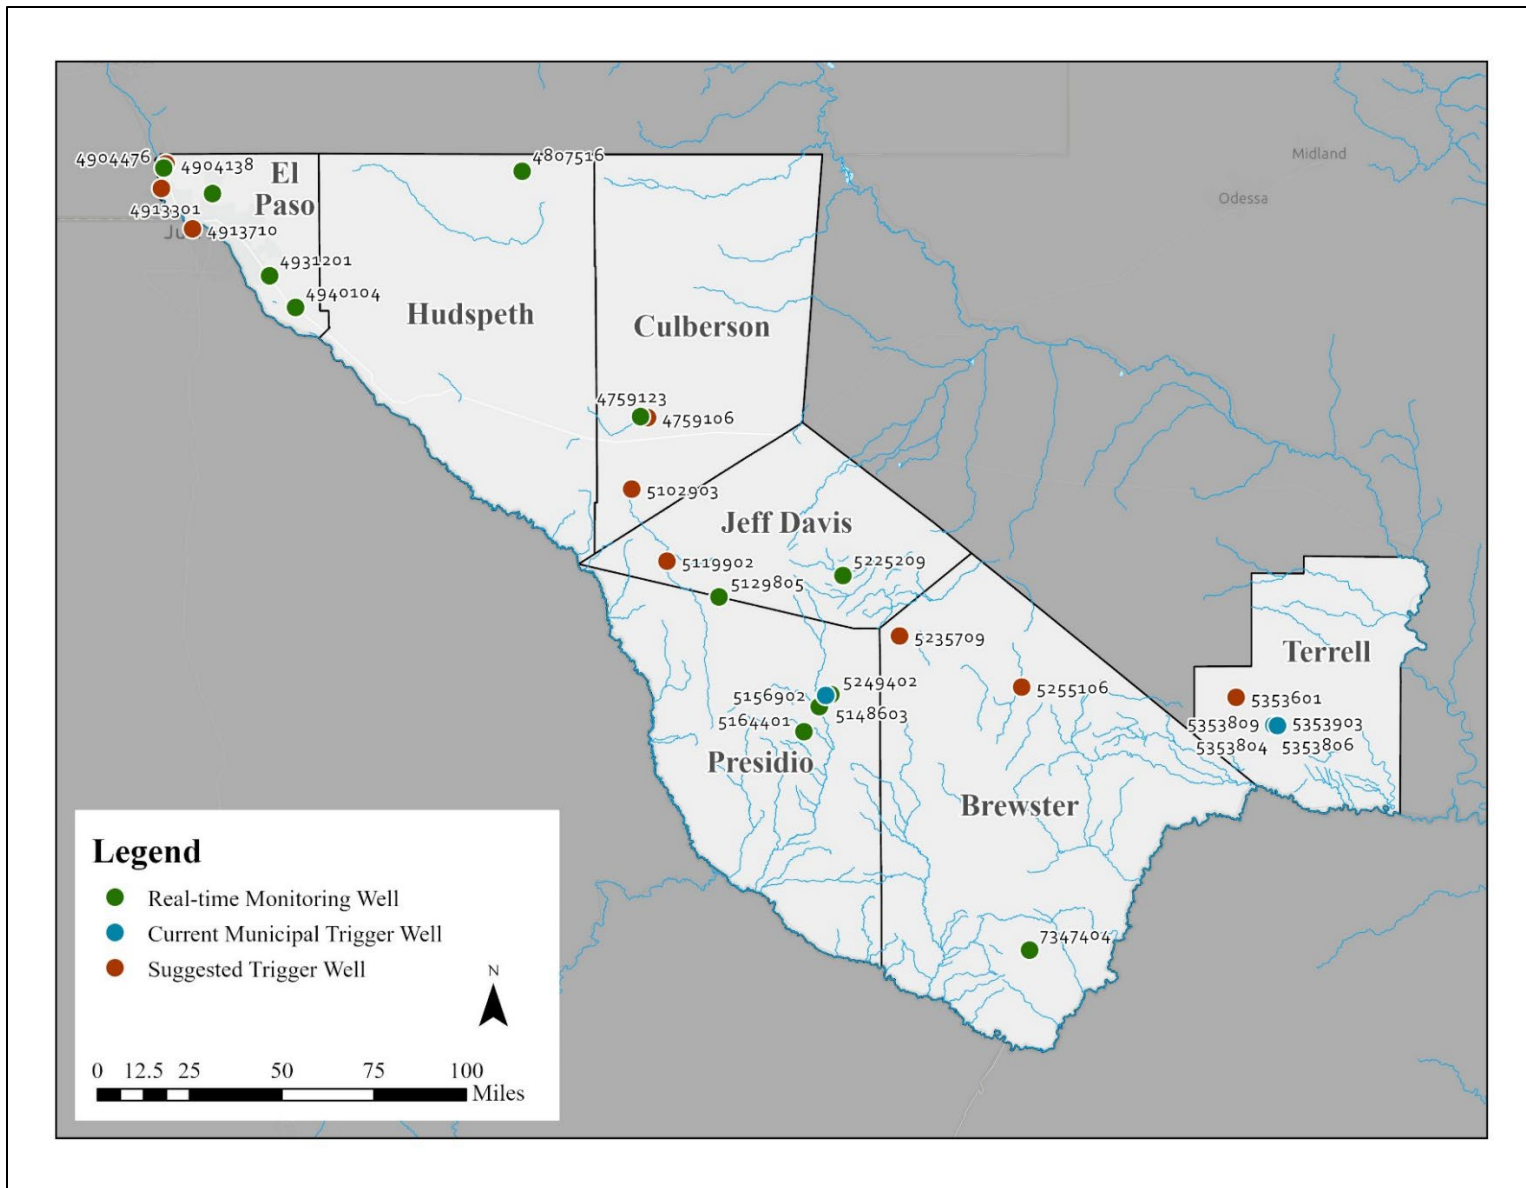 Midland
4904476
4904138
4807516
El
Paso
Odessa
4913301
Ju
4913710
4931201
4940104
Hudspeth
Culberson
4759123
4759106
5102903
Jeff Davis
5119902
5225209
5129805
5235709
Terrell
5249402
5156902
5255106
5353601
5148603
5164401
5353809
5353903
5353804
5353806
Presidio
Brewster
7347404
Legend
Real-time Monitoring Well
Current Municipal Trigger Well
Suggested Trigger Well
N
0 12.5 25 50 75 100
Miles